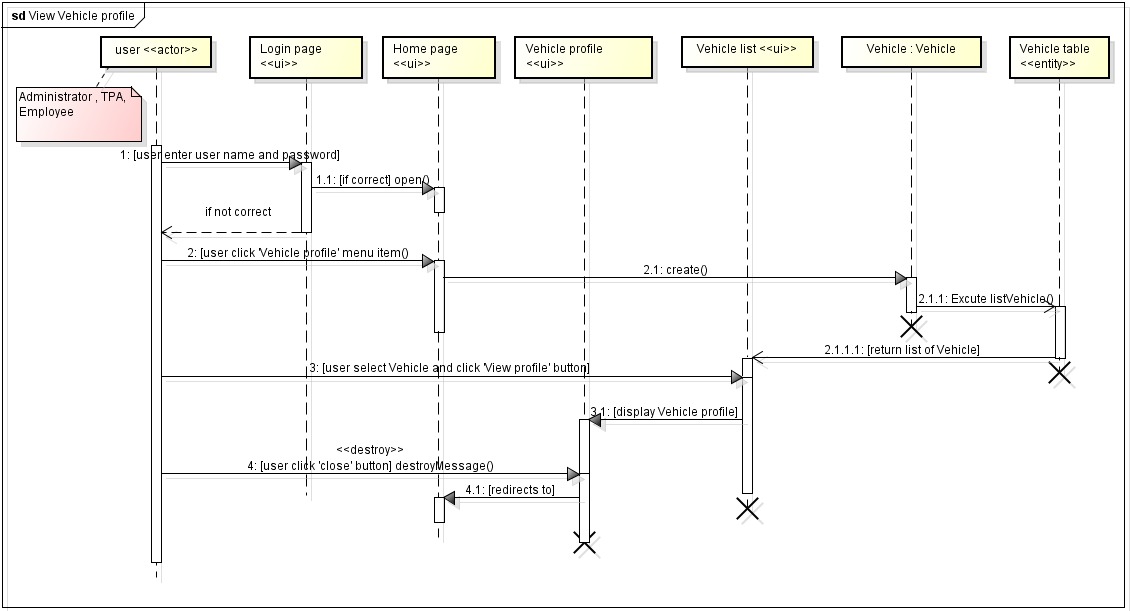 sd View Vehicle profile
user <<actor>>
Login page
<<ui>>
Home page
<<ui>>
Vehicle profile
<<ui>>
Vehicle list <<ui>>
Vehicle : Vehicle
Vehicle table
<<entity>>
Administrator , TPA,
Employee
1: [user enter user name and password]
1.1: [if correct] open()
if not correct
2: [user click 'Vehicle profile' menu item()
2.1: create()
2.1.1: Excute listVehicle()
2.1.1.1: [return list of Vehicle]
3: [user select Vehicle and click 'View profile' button]
3.1: [display Vehicle profile]
<<destroy>>
4: [user click 'close' button] destroyMessage()
4.1: [redirects to]